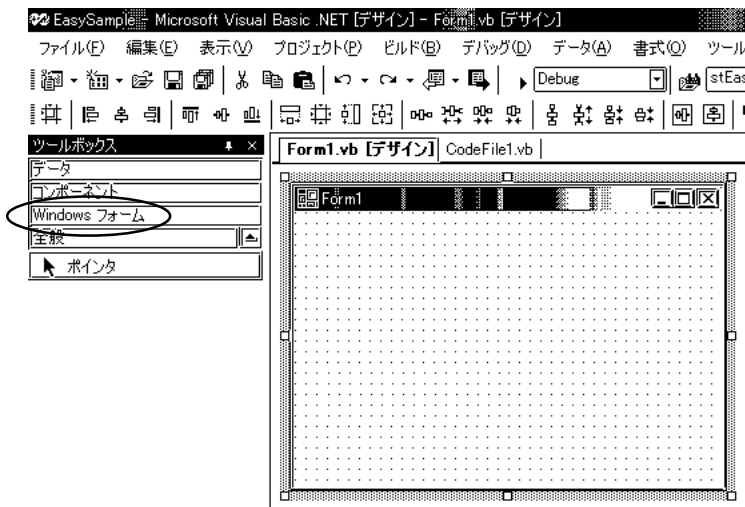 EasySample - Microsoft Visual Basic .NET [デザイン] - Form1.vb [デザイン]
ファイル(F) 編集(E) 表示(V) プロジェクト(P) ビルド(B) デバッグ(D) データ(A) 書式(O) ツール
Debug stEas
ツールボックス
データ
コンポーネント
Windows フォーム
全般
ポインタ
Form1.vb [デザイン] CodeFile1.vb
Form1